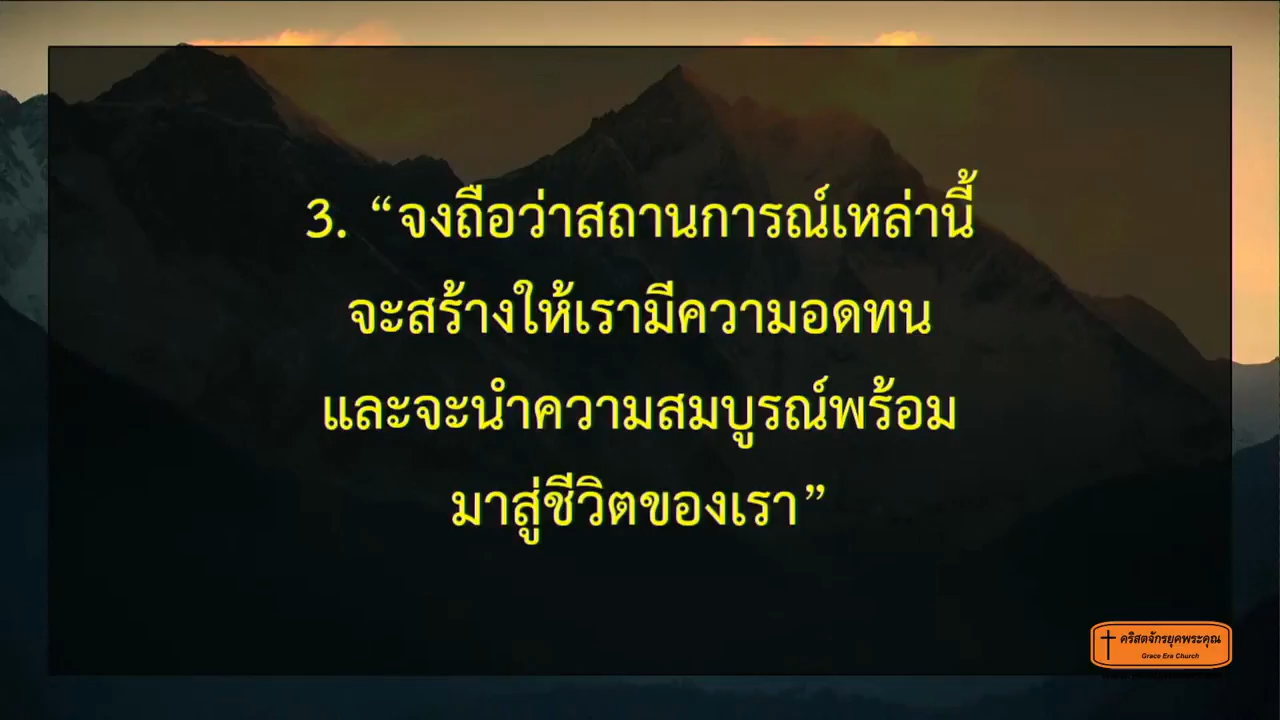 3. “จงถือว่าสถานการณ์เหล่านี้
จะสร้างให้เรามีความอดทน
และจะนำความสมบูรณ์พร้อม
มาสู่ชีวิตของเรา”
คริสตจักรยุคพระคุณ
Grace Era Church